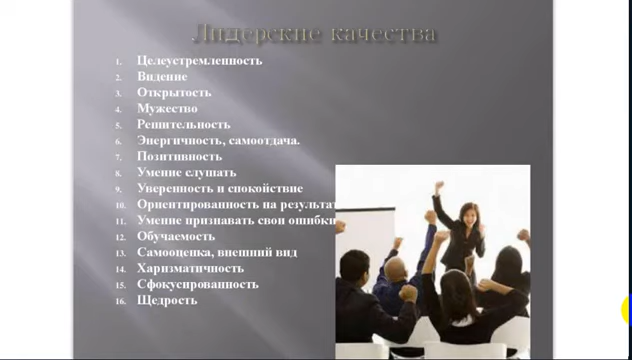 Лидерские качества
1. Целеустремленность
2. Видение
3. Открытость
4. Мужество
5. Решительность
6. Энергичность, самоотдача.
7. Позитивность
8. Умение слушать
9. Уверенность и спокойствие
10. Ориентированность на результат
11. Умение признавать свои ошибки
12. Обучаемость
13. Самооценка, внешний вид
14. Харизматичность
15. Сфокусированность
16. Щедрость